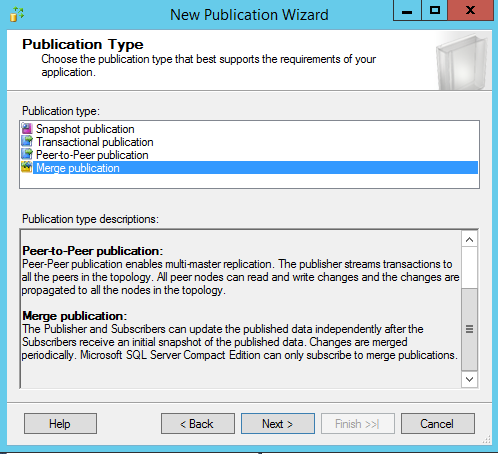 New Publication Wizard
Publication Type
Choose the publication type that best supports the requirements of your
application.
Publication type:
Snapshot publication
Transactional publication
Peer-to-Peer publication
Merge publication
Publication type descriptions:
Peer-to-Peer publication:
Peer-Peer publication enables multi-master replication. The publisher streams transactions to
all the peers in the topology. All peer nodes can read and write changes and the changes are
propagated to all the nodes in the topology.
Merge publication:
The Publisher and Subscribers can update the published data independently after the
Subscribers receive an initial snapshot of the published data. Changes are merged
periodically. Microsoft SQL Server Compact Edition can only subscribe to merge publications.
Help
< Back
Next >
Finish >>|
Cancel